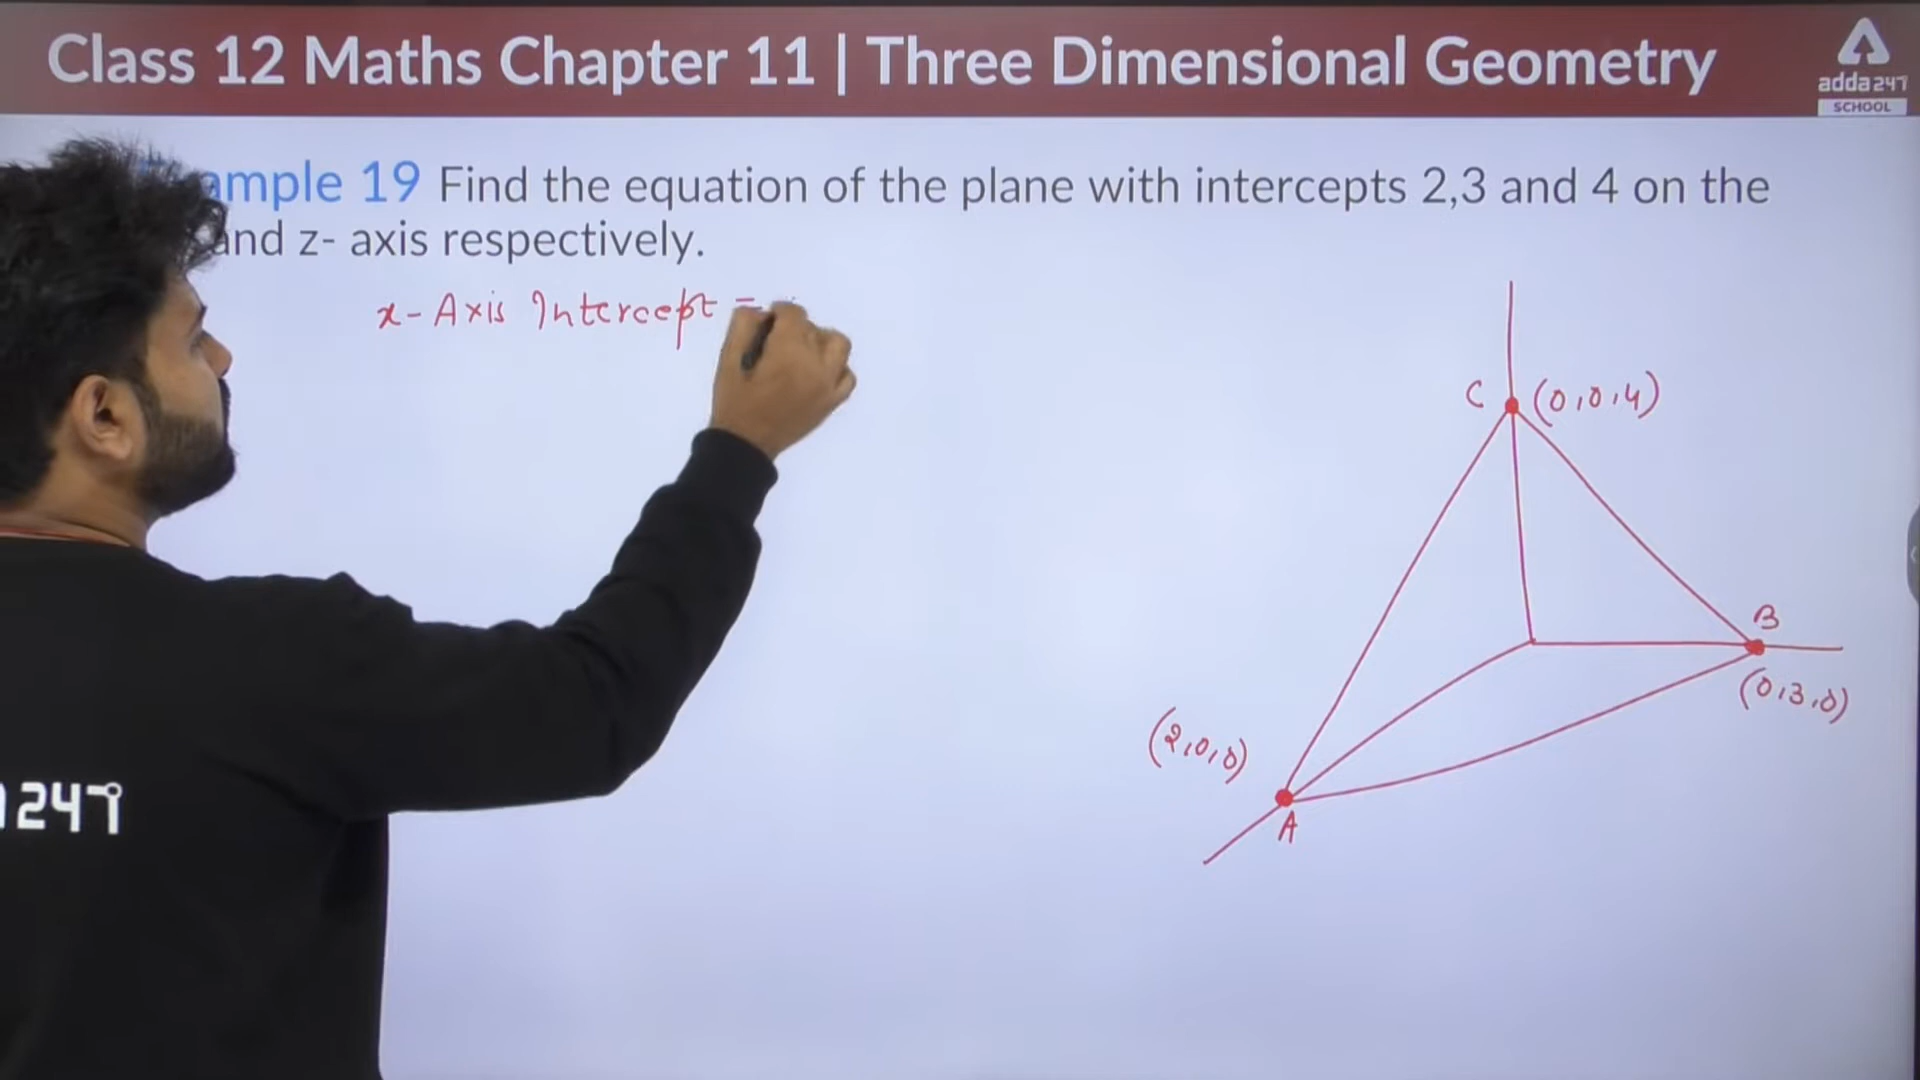 Class 12 Maths Chapter 11 | Three Dimensional Geometry
adda247
SCHOOL
ample 19 Find the equation of the plane with intercepts 2,3 and 4 on the
and z- axis respectively.
x-Axis Intercept =
C (0,0,4)
B
(0,3,0)
(2,0,0)
A
247